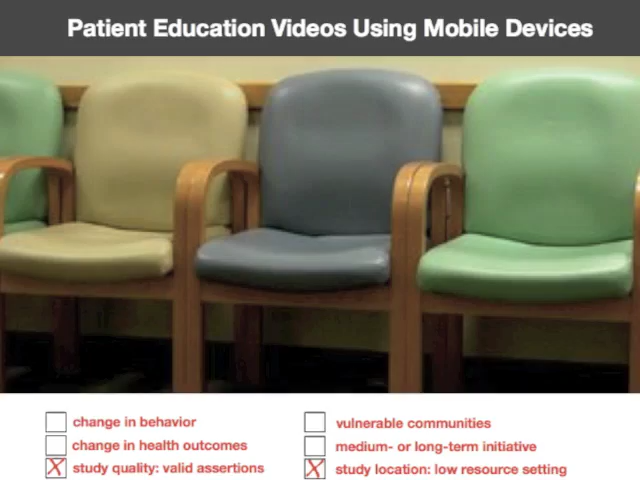 Patient Education Videos Using Mobile Devices
change in behavior
change in health outcomes
study quality: valid assertions
vulnerable communities
medium- or long-term initiative
study location: low resource setting